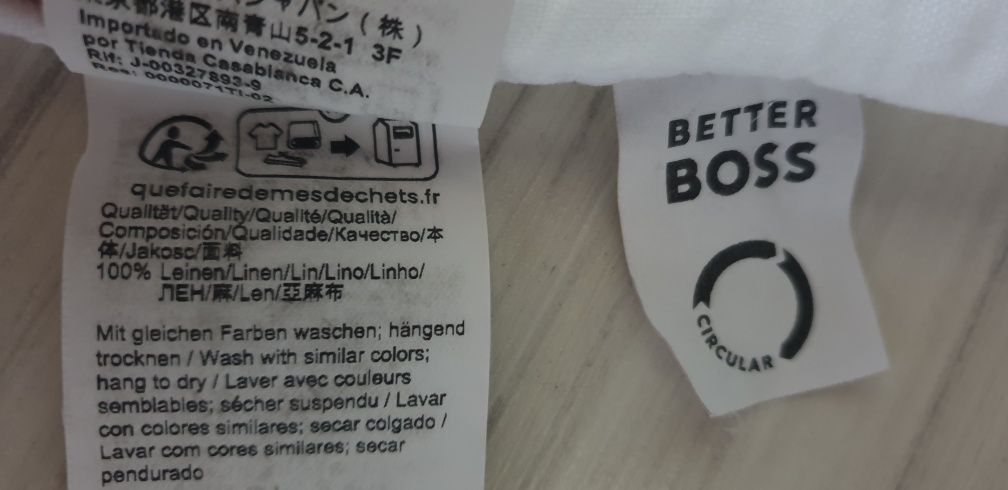 ジャパン(株)
京都港区南青山5-2-1 3F
Importado en Venezuela
por Tienda Casablanca C.A.
Rif: J-00327893-9
quefairedemesdechets.fr
Qualität/Quality/Qualité/Qualità/
Composición/Qualidade/Качество/本
体/Jakosc/面料
100% Leinen/Linen/Lin/Lino/Linho/
ЛЕН/麻/Len/亞麻布
Mit gleichen Farben waschen; hängend
trocknen / Wash with similar colors;
hang to dry / Laver avec couleurs
semblables; sécher suspendu / Lavar
con colores similares; secar colgado /
Lavar com cores similares; secar
pendurado
BETTER
BOSS
CIRCULAR